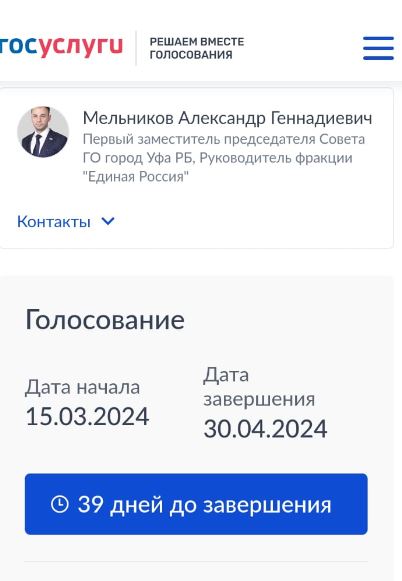 госуслуги
РЕШАЕМ ВМЕСТЕ
ГОЛОСОВАНИЯ
Мельников Александр Геннадиевич
Первый заместитель председателя Совета
ГО город Уфа РБ, Руководитель фракции
"Единая Россия"
Контакты
Голосование
Дата начала
15.03.2024
Дата
завершения
30.04.2024
39 дней до завершения